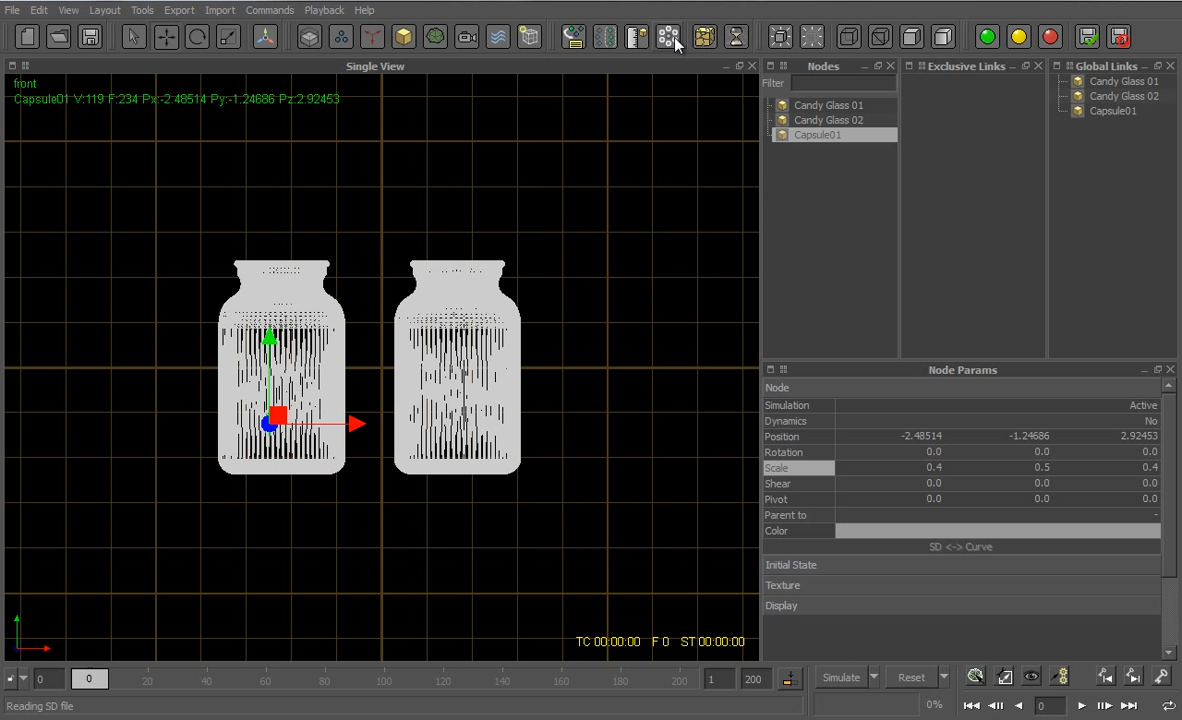 File Edit View Layout Tools Export Import Commands Playback Help
Single View
Nodes
Exclusive Links
Global Links
front
Capsule01 V:119 F:234 Px:-2.48514 Py:-1.24686 Pz:2.92453
Filter
Candy Glass 01
Candy Glass 02
Capsule01
Candy Glass 01
Candy Glass 02
Capsule01
Node Params
Node
Simulation Active
Dynamics No
Position -2.48514 -1.24686 2.92453
Rotation 0.0 0.0 0.0
Scale 0.4 0.5 0.4
Shear 0.0 0.0 0.0
Pivot 0.0 0.0 0.0
Parent to -
Color
SD <-> Curve
Initial State
Texture
Display
TC 00:00:00 F 0 ST 00:00:00
0 0 20 40 60 80 100 120 140 160 180 200 1 200
Simulate Reset
Reading SD file
0% 0